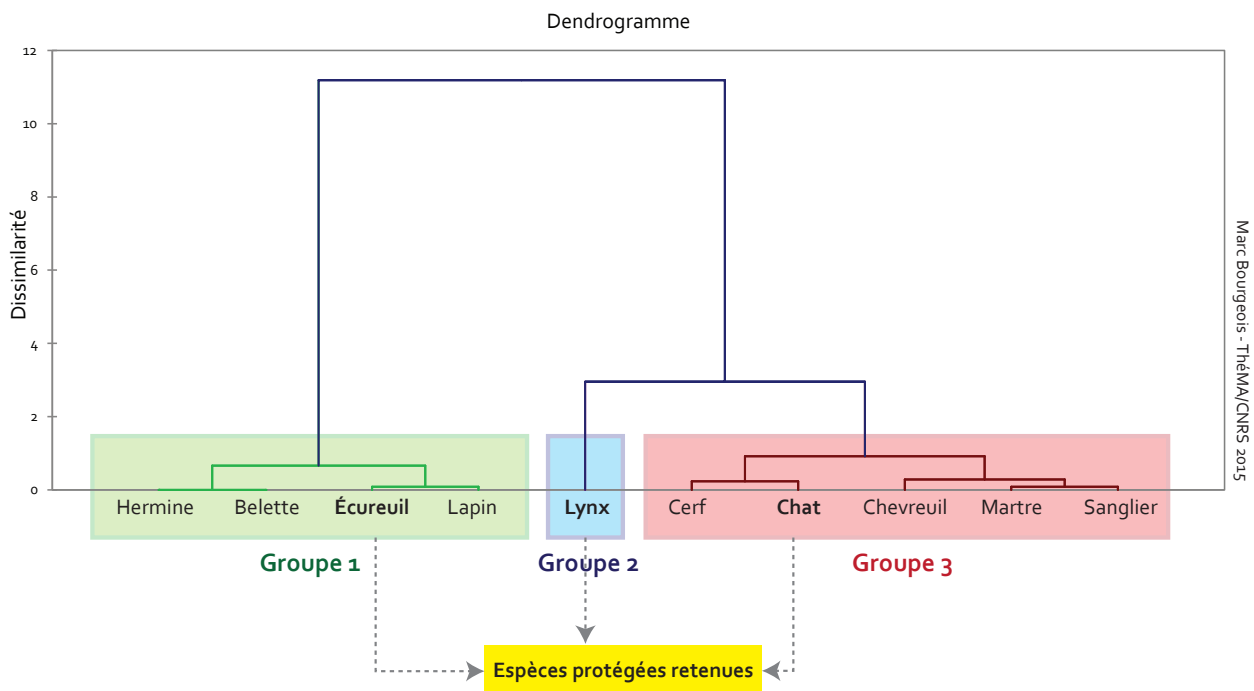 Dendrogramme
12
10
8
6
4
2
0
Dissimilarité
Hermine Belette Écureuil Lapin Lynx Cerf Chat Chevreuil Martre Sanglier
Groupe 1 Groupe 2 Groupe 3
Espèces protégées retenues
Marc Bourgeois - ThéMA/CNRS 2015